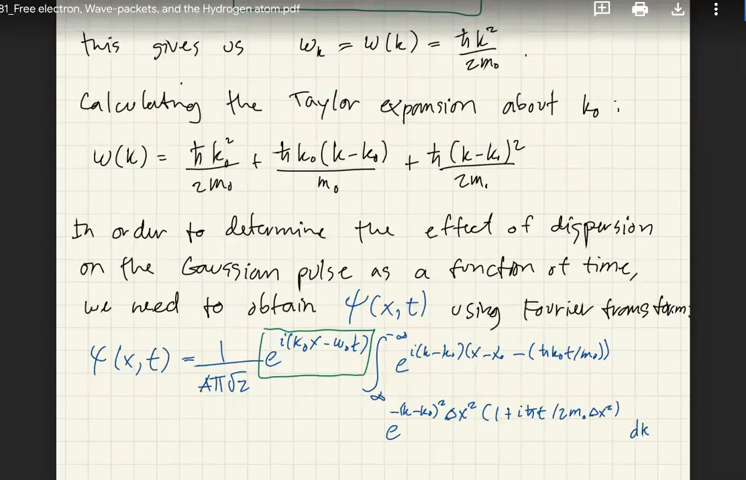 31_Free electron, Wave-packets, and the Hydrogen atom.pdf
this gives us ω_k = ω(k) = ħk²/2m₀.
Calculating the Taylor expansion about k₀:
ω(k) = ħk₀²/2m₀ + ħk₀(k-k₀)/m₀ + ħ(k-k₀)²/2m₀
In order to determine the effect of dispersion
on the Gaussian pulse as a function of time,
we need to obtain Ψ(x,t) using Fourier transform:
Ψ(x,t) = 1/(Aπ√2) e^{i(k₀x-ω₀t)} ∫_{∞}^{-∞} e^{i(k-k₀)(x-x₀-(ħk₀t/m₀))}
e^{-(k-k₀)²Δx²(1+iħt/2m₀Δx²)} dk